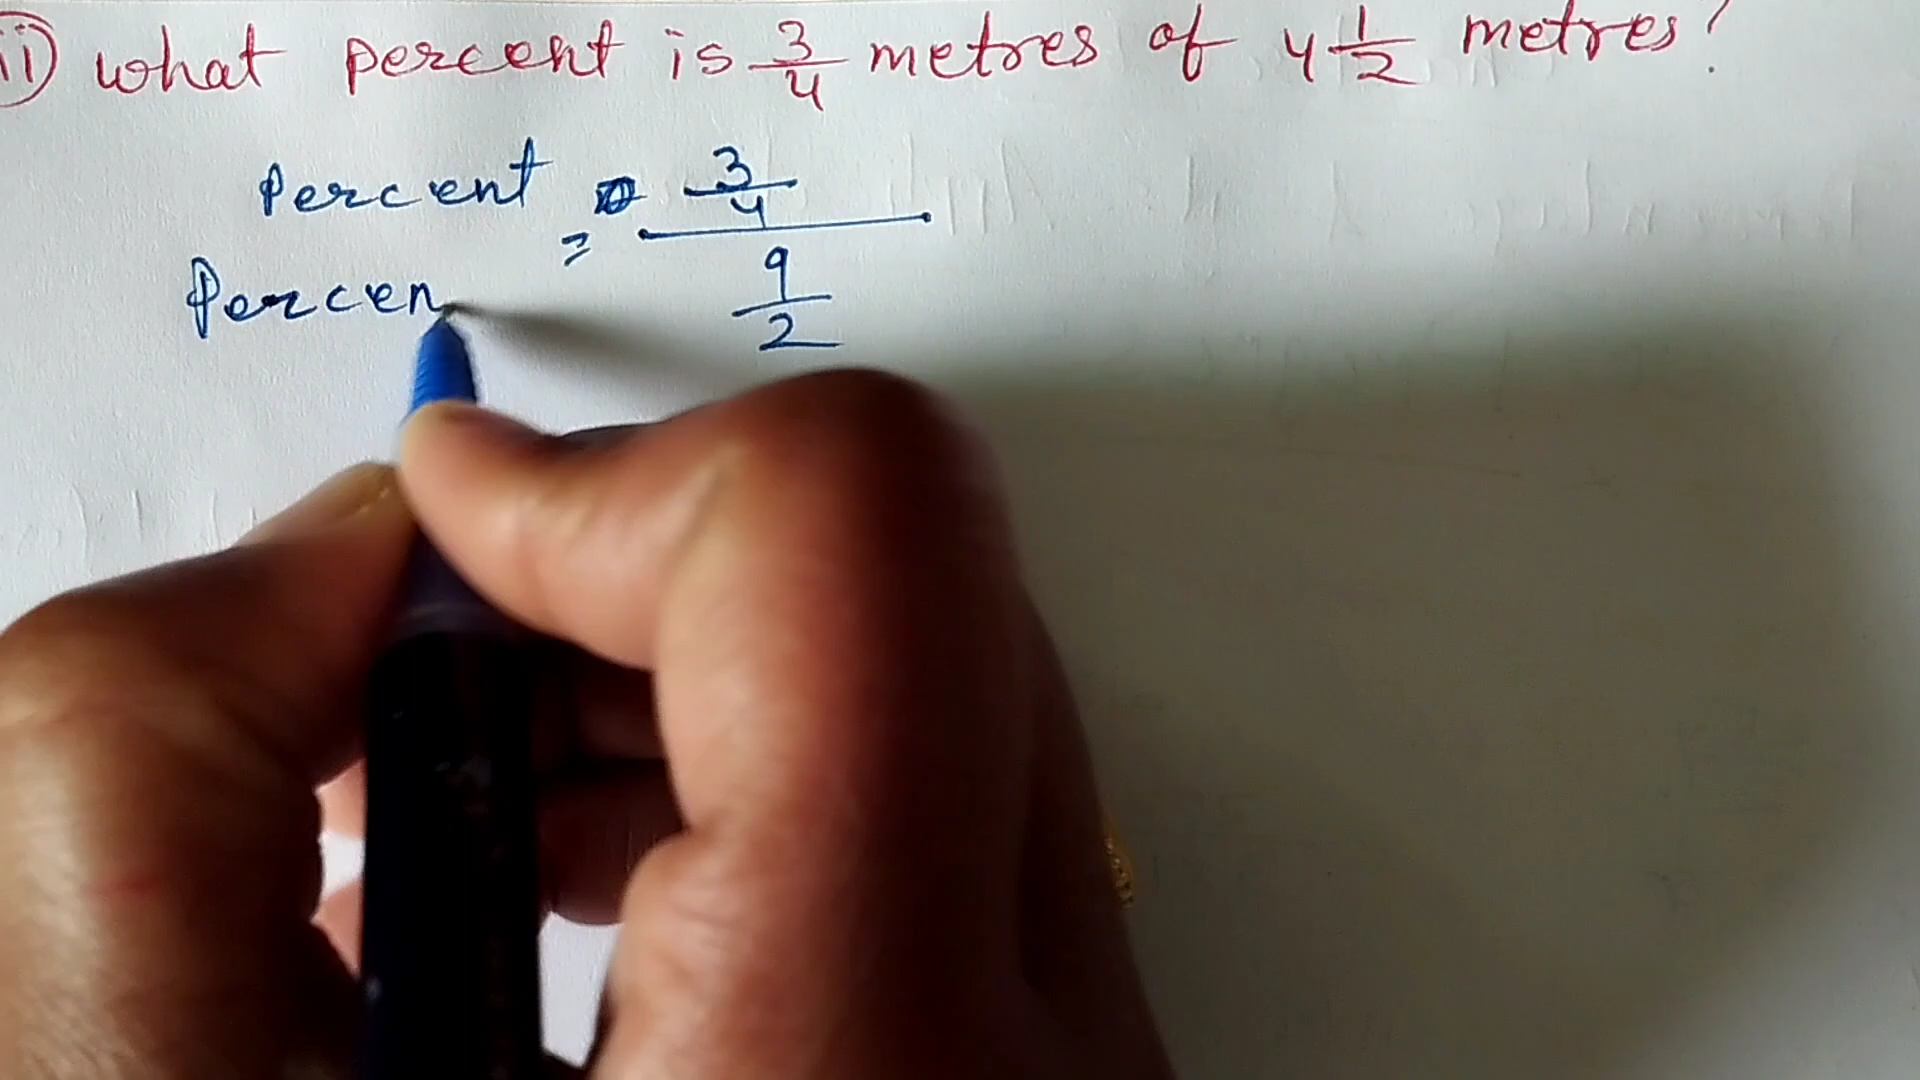 ii) what percent is 3/4 metres of 4 1/2 metres?
Percent = 3/4
9/2
Percen